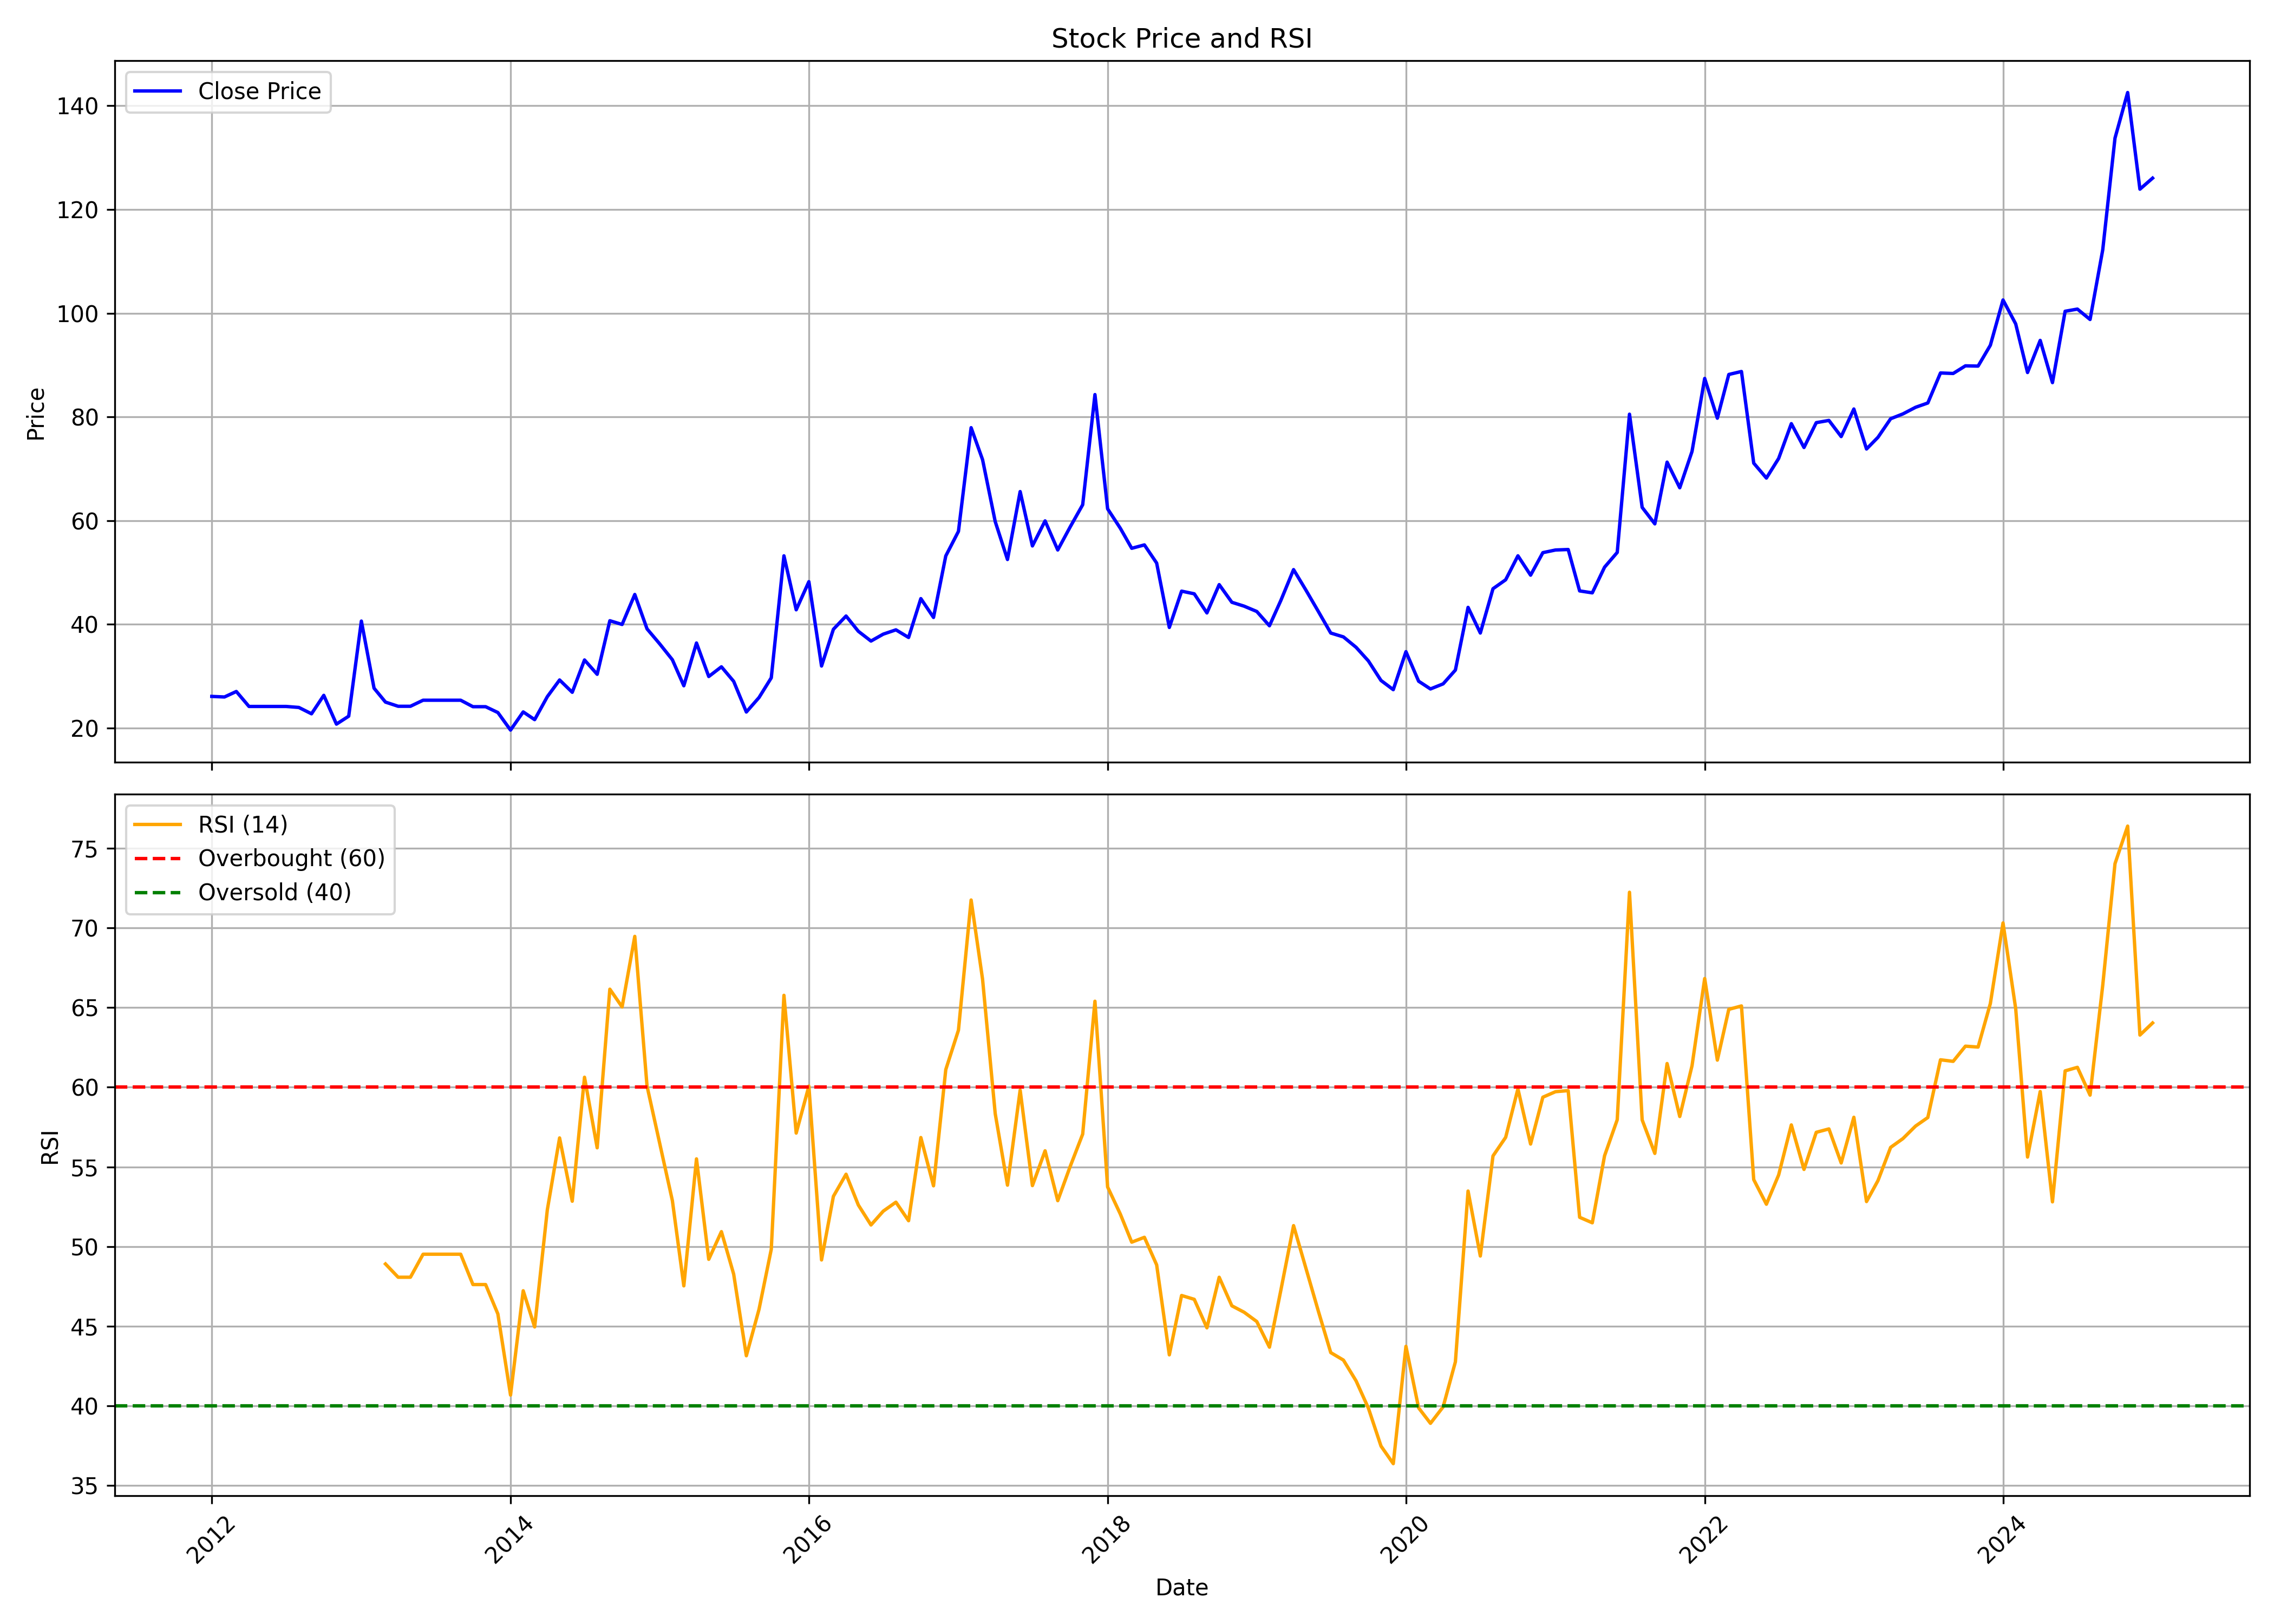 Stock Price and RSI
Close Price
140
120
100
80
60
40
20
Price
RSI (14)
Overbought (60)
Oversold (40)
75
70
65
60
55
50
45
40
35
RSI
2012
2014
2016
2018
2020
2022
2024
Date